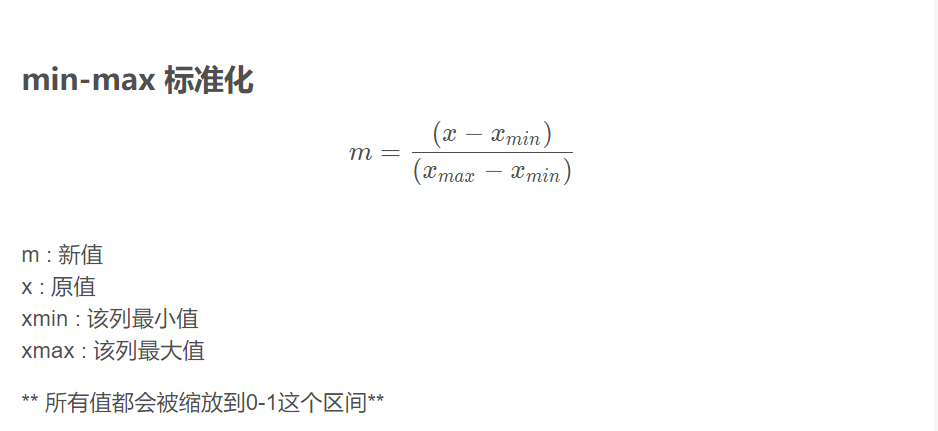 min-max 标准化
m = (x − x_{min}) / (x_{max} − x_{min})
m : 新值
x : 原值
xmin : 该列最小值
xmax : 该列最大值
** 所有值都会被缩放到0-1这个区间**